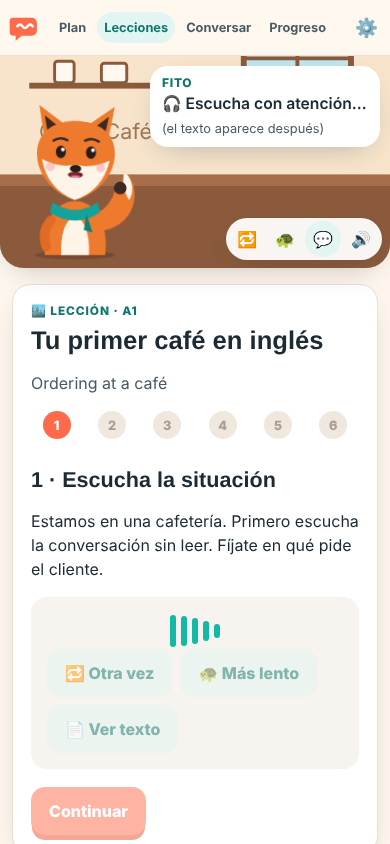 Plan Lecciones Conversar Progreso
FITO
Escucha con atención...
(el texto aparece después)
Café
LECCIÓN · A1
Tu primer café en inglés
Ordering at a café
1 2 3 4 5 6
1 · Escucha la situación
Estamos en una cafetería. Primero escucha
la conversación sin leer. Fíjate en qué pide
el cliente.
Otra vez Más lento
Ver texto
Continuar